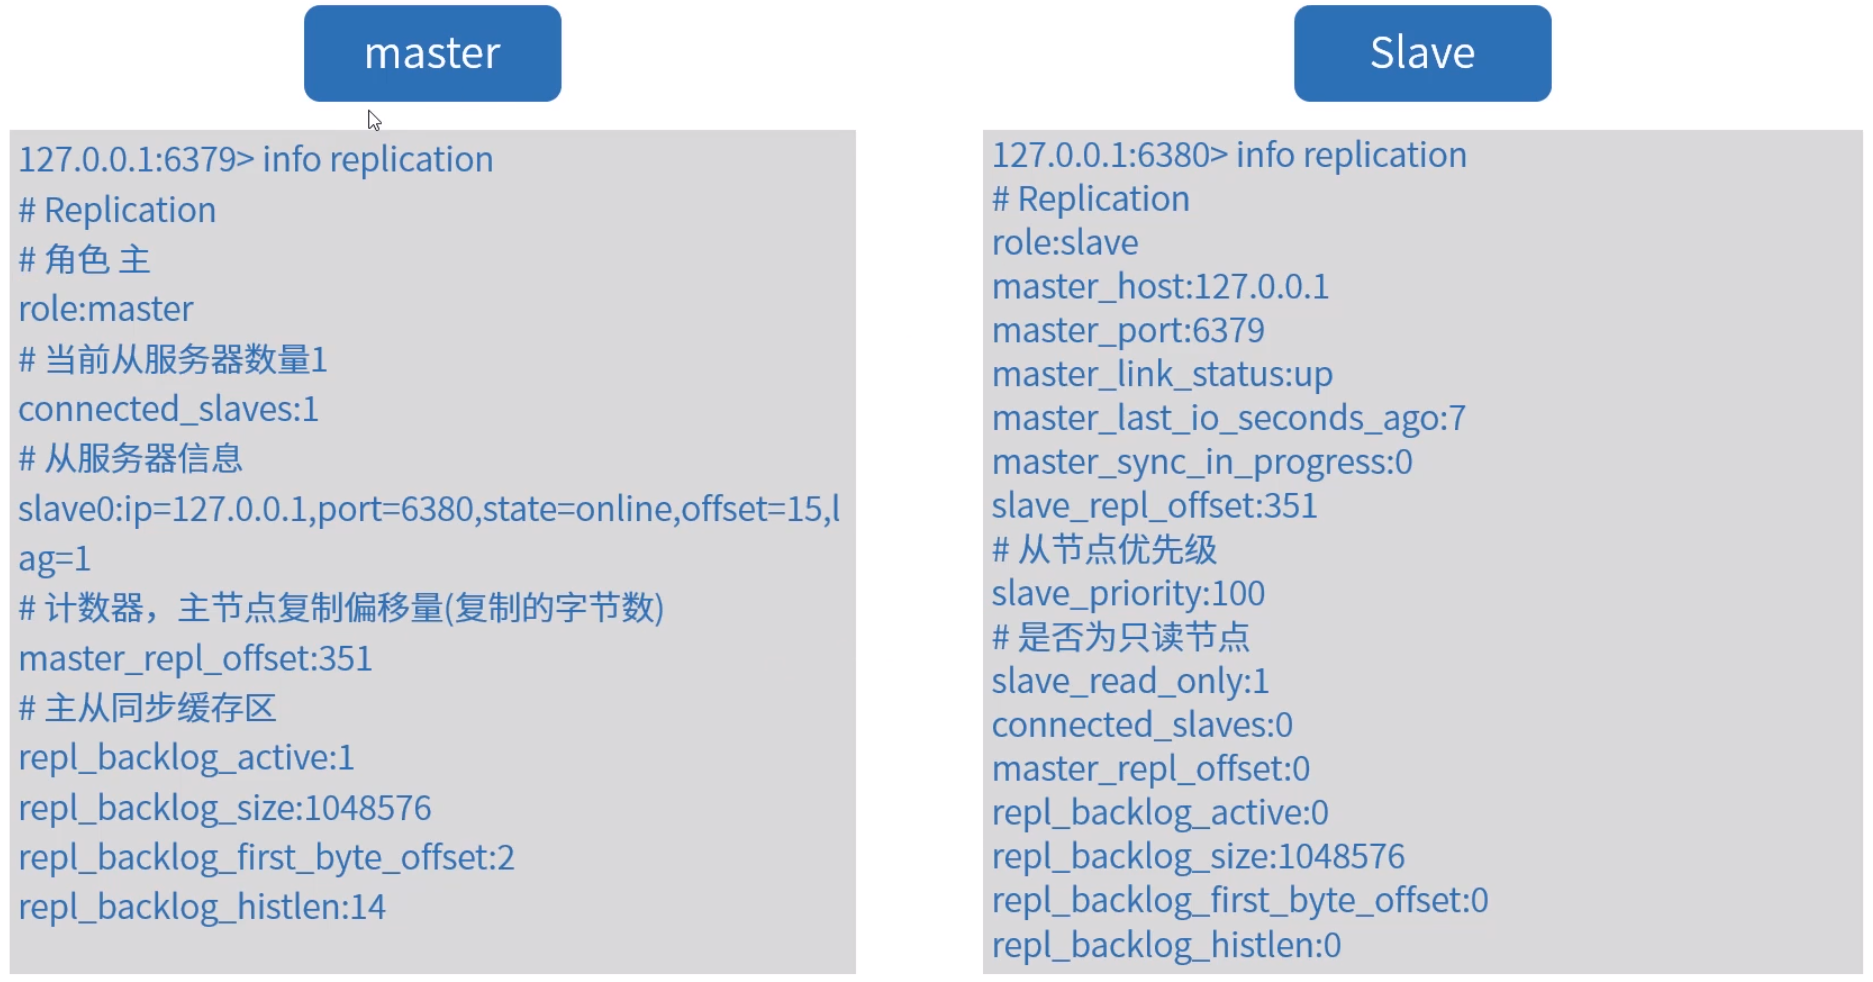 master
127.0.0.1:6379> info replication
# Replication
# 角色 主
role:master
# 当前从服务器数量1
connected_slaves:1
# 从服务器信息
slave0:ip=127.0.0.1,port=6380,state=online,offset=15,l
ag=1
# 计数器，主节点复制偏移量(复制的字节数)
master_repl_offset:351
# 主从同步缓存区
repl_backlog_active:1
repl_backlog_size:1048576
repl_backlog_first_byte_offset:2
repl_backlog_histlen:14
Slave
127.0.0.1:6380> info replication
# Replication
role:slave
master_host:127.0.0.1
master_port:6379
master_link_status:up
master_last_io_seconds_ago:7
master_sync_in_progress:0
slave_repl_offset:351
# 从节点优先级
slave_priority:100
# 是否为只读节点
slave_read_only:1
connected_slaves:0
master_repl_offset:0
repl_backlog_active:0
repl_backlog_size:1048576
repl_backlog_first_byte_offset:0
repl_backlog_histlen:0